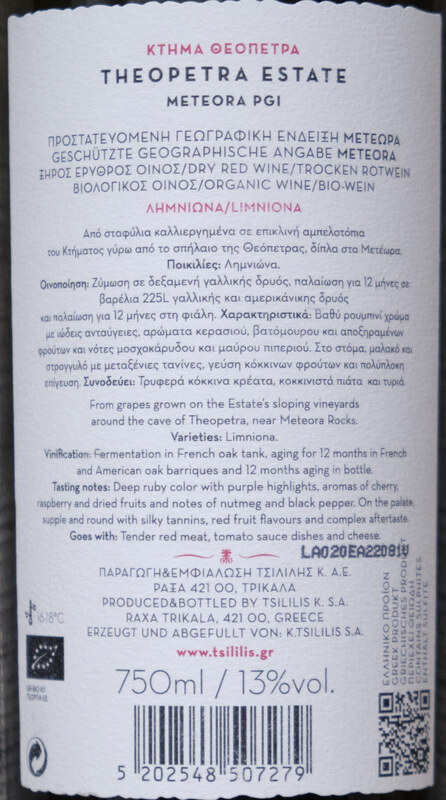 ΚΤΗΜΑ ΘΕΟΠΕΤΡΑ
THEOPETRA ESTATE
METEORA PGI
ΠΡΟΣΤΑΤΕΥΟΜΕΝΗ ΓΕΩΓΡΑΦΙΚΗ ΕΝΔΕΙΞΗ ΜΕΤΕΩΡΑ
GESCHÜTZTE GEOGRAPHISCHE ANGABE METEORA
ΞΗΡΟΣ ΕΡΥΘΡΟΣ ΟΙΝΟΣ/DRY RED WINE/TROCKEN ROTWEIN
ΒΙΟΛΟΓΙΚΟΣ ΟΙΝΟΣ/ORGANIC WINE/BIO-WEIN
ΛΗΜΝΙΩΝΑ/LIMNIONA
Από σταφύλια καλλιεργημένα σε επικλινή αμπελοτόπια
του Κτήματος γύρω από το σπήλαιο της Θεόπετρας, δίπλα στα Μετέωρα.
Ποικιλίες: Λημνιώνα.
Οινοποίηση: Ζύμωση σε δεξαμενή γαλλικής δρυός, παλαίωση για 12 μήνες σε
βαρέλια 225L γαλλικής και αμερικάνικης δρυός
και παλαίωση για 12 μήνες στη φιάλη. Χαρακτηριστικά: Βαθύ ρουμπινί χρώμα
με ιώδεις ανταύγειες, αρώματα κερασιού, βατόμουρου και αποξηραμένων
φρούτων και νότες μοσχοκάρυδου και μαύρου πιπεριού. Στο στόμα, μαλακό και
στρογγυλό με μεταξένιες τανίνες, γεύση κόκκινων φρούτων και πολύπλοκη
επίγευση. Συνοδεύει: Τρυφερά κόκκινα κρέατα, κοκκινιστά πιάτα και τυριά.
From grapes grown on the Estate's sloping vineyards
around the cave of Theopetra, near Meteora Rocks.
Varieties: Limniona.
Vinification: Fermentation in French oak tank, aging for 12 months in French
and American oak barriques and 12 months aging in bottle.
Tasting notes: Deep ruby color with purple highlights, aromas of cherry,
raspberry and dried fruits and notes of nutmeg and black pepper. On the palate,
supple and round with silky tannins, red fruit flavours and complex aftertaste.
Goes with: Tender red meat, tomato sauce dishes and cheese.
ΠΑΡΑΓΩΓΗ&ΕΜΦΙΑΛΩΣΗ ΤΣΙΛΙΛΗΣ Κ. Α.Ε.
ΡΑΞΑ 421 00, ΤΡΙΚΑΛΑ
PRODUCED&BOTTLED BY TSILILIS K. S.A.
RAXA TRIKALA, 421 00, GREECE
ERZEUGT UND ABGEFULLT VON: K.TSILILIS S.A.
www.tsililis.gr
16-18°C
750ml / 13%vol.
5 202548 507279
ΕΛΛΗΝΙΚΟ ΠΡΟΪΟΝ
GREEK PRODUCT
GRIECHISCHES PRODUKT
ΠΕΡΙΕΧΕΙ ΘΕΙΩΔΗ
CONTAINS SULPHITES
ENTHALT SULFITE